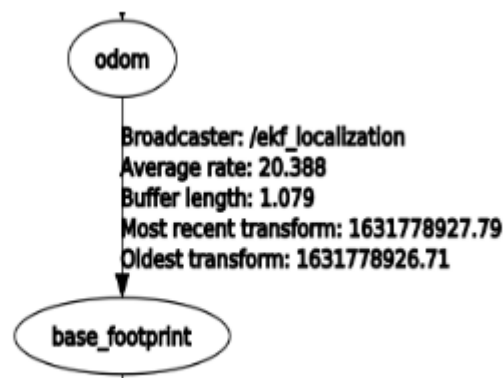 odom
Broadcaster: /ekf_localization
Average rate: 20.388
Buffer length: 1.079
Most recent transform: 1631778927.79
Oldest transform: 1631778926.71
base_footprint